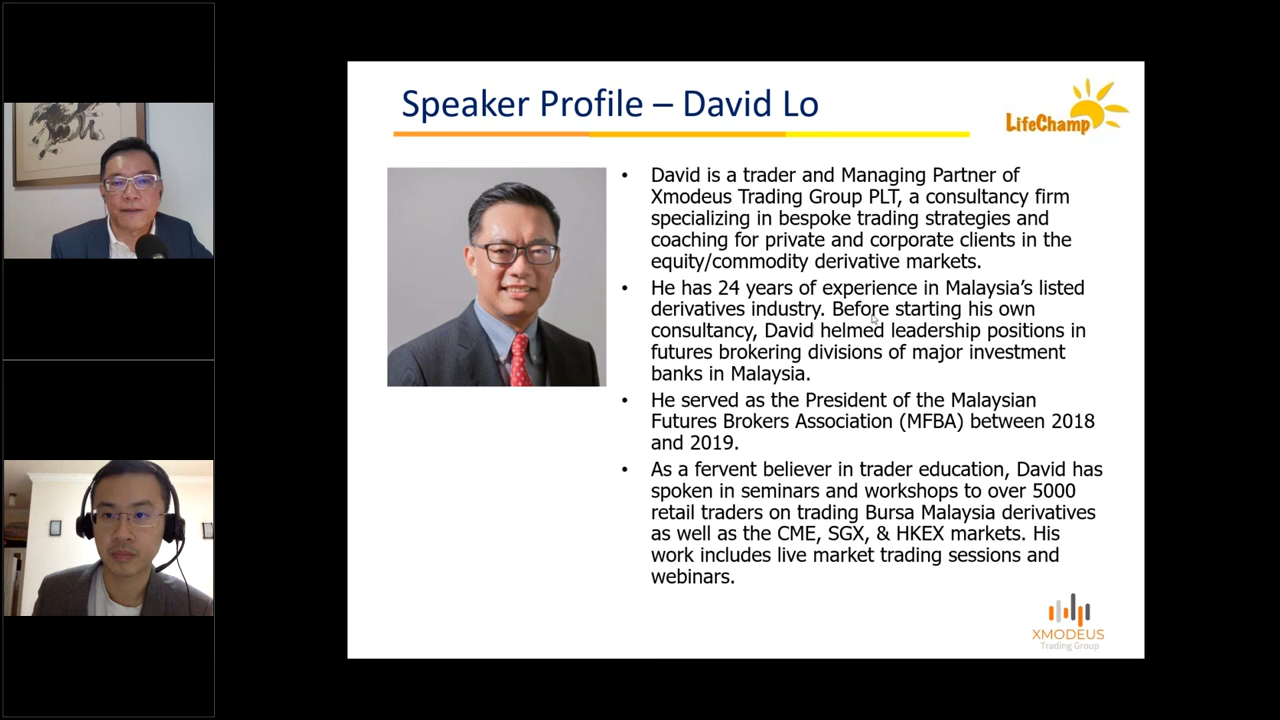 Speaker Profile – David Lo
LifeChamp
• David is a trader and Managing Partner of
Xmodeus Trading Group PLT, a consultancy firm
specializing in bespoke trading strategies and
coaching for private and corporate clients in the
equity/commodity derivative markets.
• He has 24 years of experience in Malaysia’s listed
derivatives industry. Before starting his own
consultancy, David helmed leadership positions in
futures brokering divisions of major investment
banks in Malaysia.
• He served as the President of the Malaysian
Futures Brokers Association (MFBA) between 2018
and 2019.
• As a fervent believer in trader education, David has
spoken in seminars and workshops to over 5000
retail traders on trading Bursa Malaysia derivatives
as well as the CME, SGX, & HKEX markets. His
work includes live market trading sessions and
webinars.
XMODEUS
Trading Group